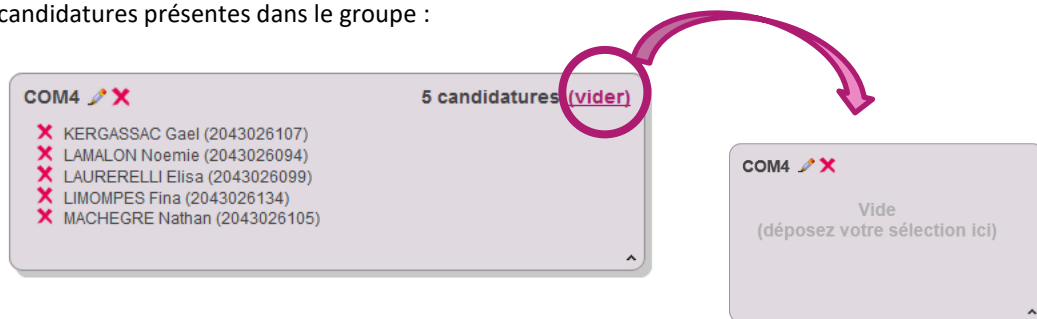 candidatures présentes dans le groupe :
COM4
5 candidatures (vider)
KERGASSAC Gael (2043026107)
LAMALON Noemie (2043026094)
LAURERELLI Elisa (2043026099)
LIMOMPES Fina (2043026134)
MACHEGRE Nathan (2043026105)
COM4
Vide
(déposez votre sélection ici)